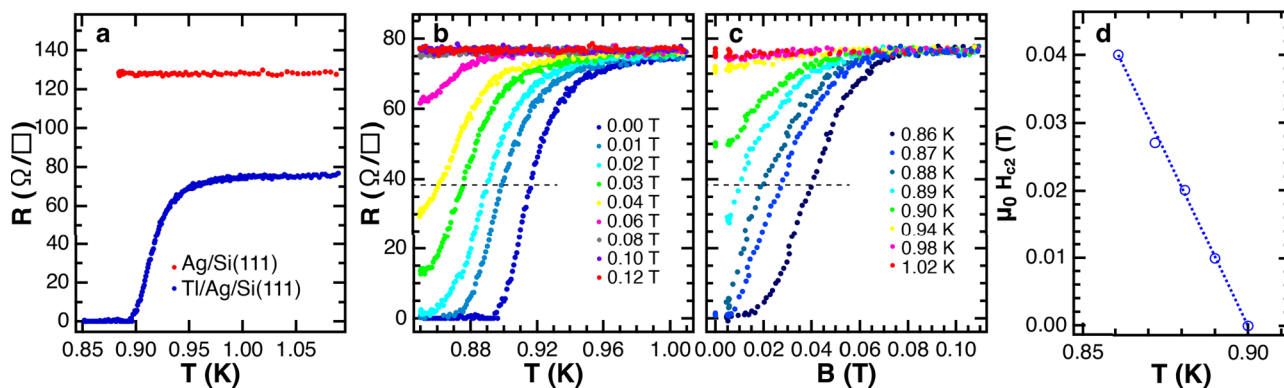 a
R (Ω/□)
140
120
100
80
60
40
20
0
0.85 0.90 0.95 1.00 1.05
T (K)
Ag/Si(111)
Tl/Ag/Si(111)
b
R (Ω/□)
80
60
40
20
0
0.88 0.92 0.96 1.00
T (K)
0.00 T
0.01 T
0.02 T
0.03 T
0.04 T
0.06 T
0.08 T
0.10 T
0.12 T
c
0.00 0.02 0.04 0.06 0.08 0.10
B (T)
0.86 K
0.87 K
0.88 K
0.89 K
0.90 K
0.94 K
0.98 K
1.02 K
d
μ0 Hc2 (T)
0.04
0.03
0.02
0.01
0.00
0.85 0.90
T (K)